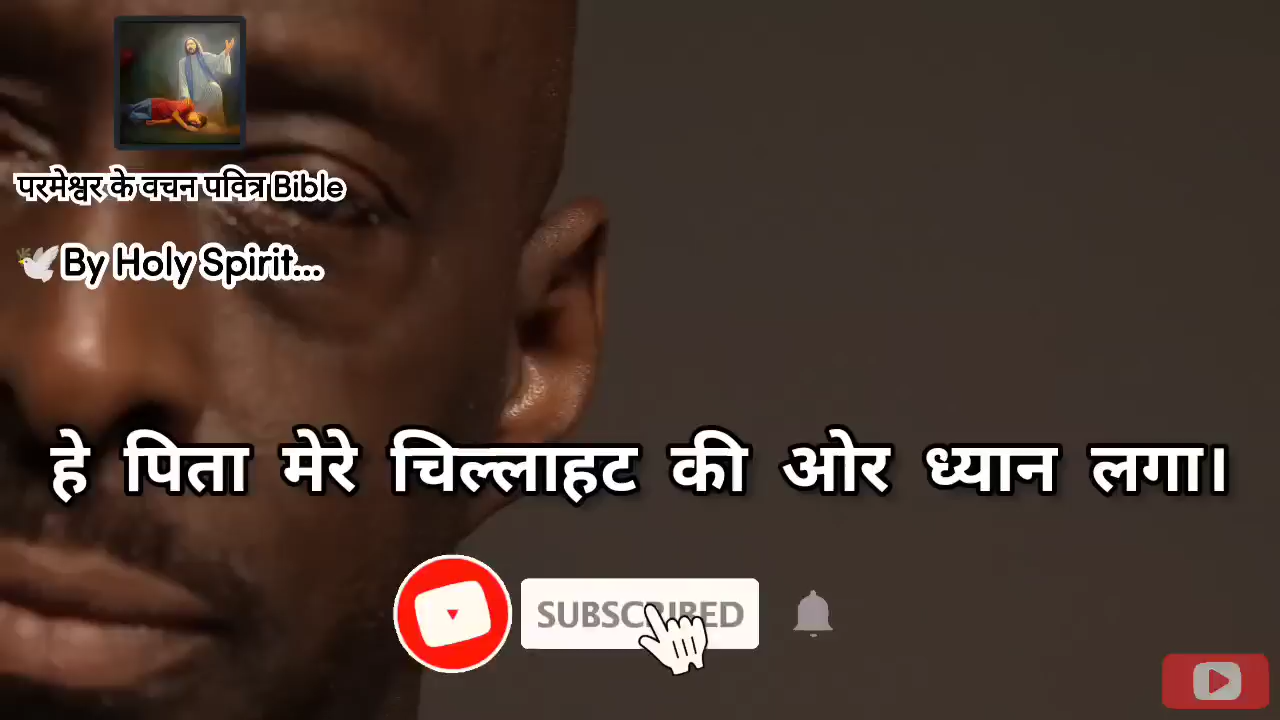 परमेश्वर के वचन पवित्र Bible
By Holy Spirit...
हे पिता मेरे चिल्लाहट की ओर ध्यान लगा।
SUBSCRIBED